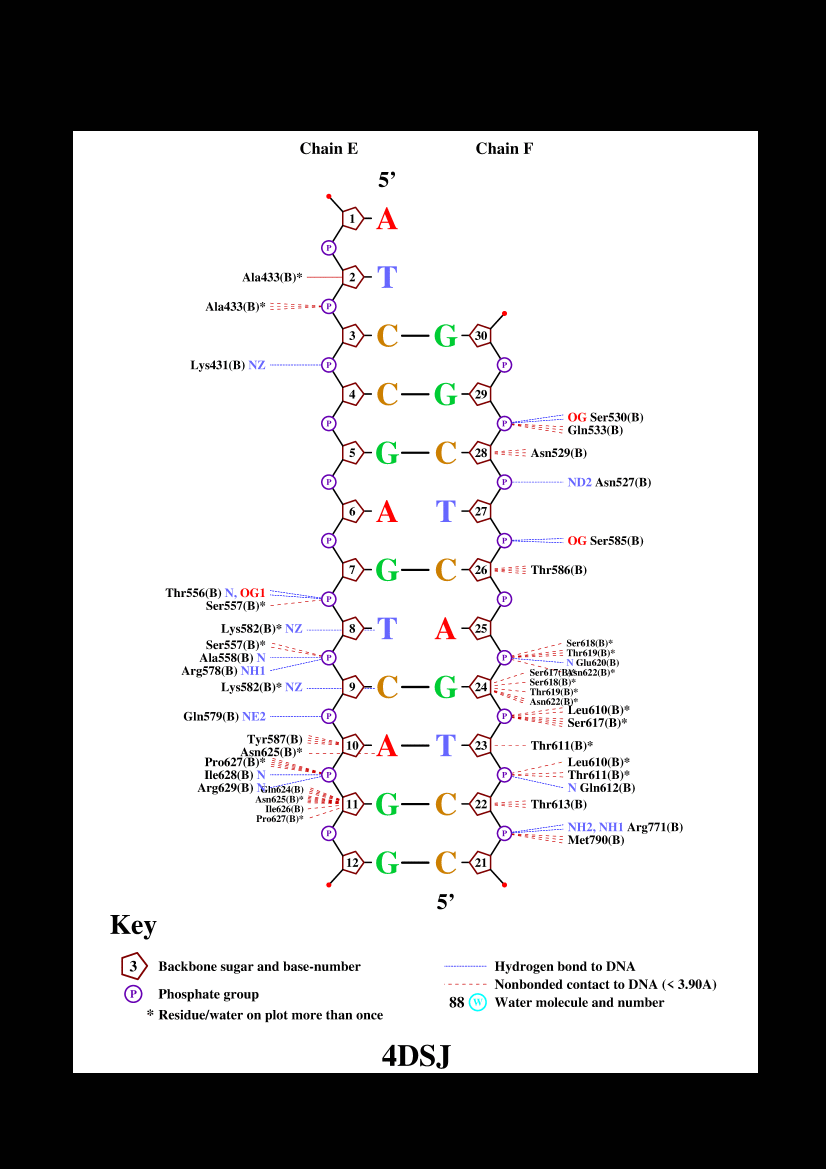 Chain E Chain F
5’
1 A
P
Ala433(B)* 2 T
Ala433(B)* P
3 C G 30
Lys431(B) NZ P P
4 C G 29
P P OG Ser530(B)
Gln533(B)
5 G C 28 Asn529(B)
P P ND2 Asn527(B)
6 A T 27
P P OG Ser585(B)
7 G C 26 Thr586(B)
Thr556(B) N, OG1 P P
Ser557(B)*
Lys582(B)* NZ 8 T A 25
Ser557(B)* Ser618(B)*
Ala558(B) N P P Thr619(B)*
Arg578(B) NH1 N Glu620(B)
Asn622(B)*
Ser617(B)*
Lys582(B)* NZ 9 C G 24 Ser618(B)*
Thr619(B)*
Asn622(B)*
Gln579(B) NE2 P P Leu610(B)*
Ser617(B)*
Tyr587(B) 10 A T 23 Thr611(B)*
Asn625(B)*
Pro627(B)* Leu610(B)*
Ile628(B) N P P Thr611(B)*
Arg629(B) N N Gln612(B)
Gln624(B)
Asn625(B)* 11 G C 22 Thr613(B)
Ile626(B)
Pro627(B)*
P P NH2, NH1 Arg771(B)
Met790(B)
12 G C 21
5’
Key
3 Backbone sugar and base-number
P Phosphate group
* Residue/water on plot more than once
Hydrogen bond to DNA
Nonbonded contact to DNA (< 3.90A)
88 W Water molecule and number
4DSJ